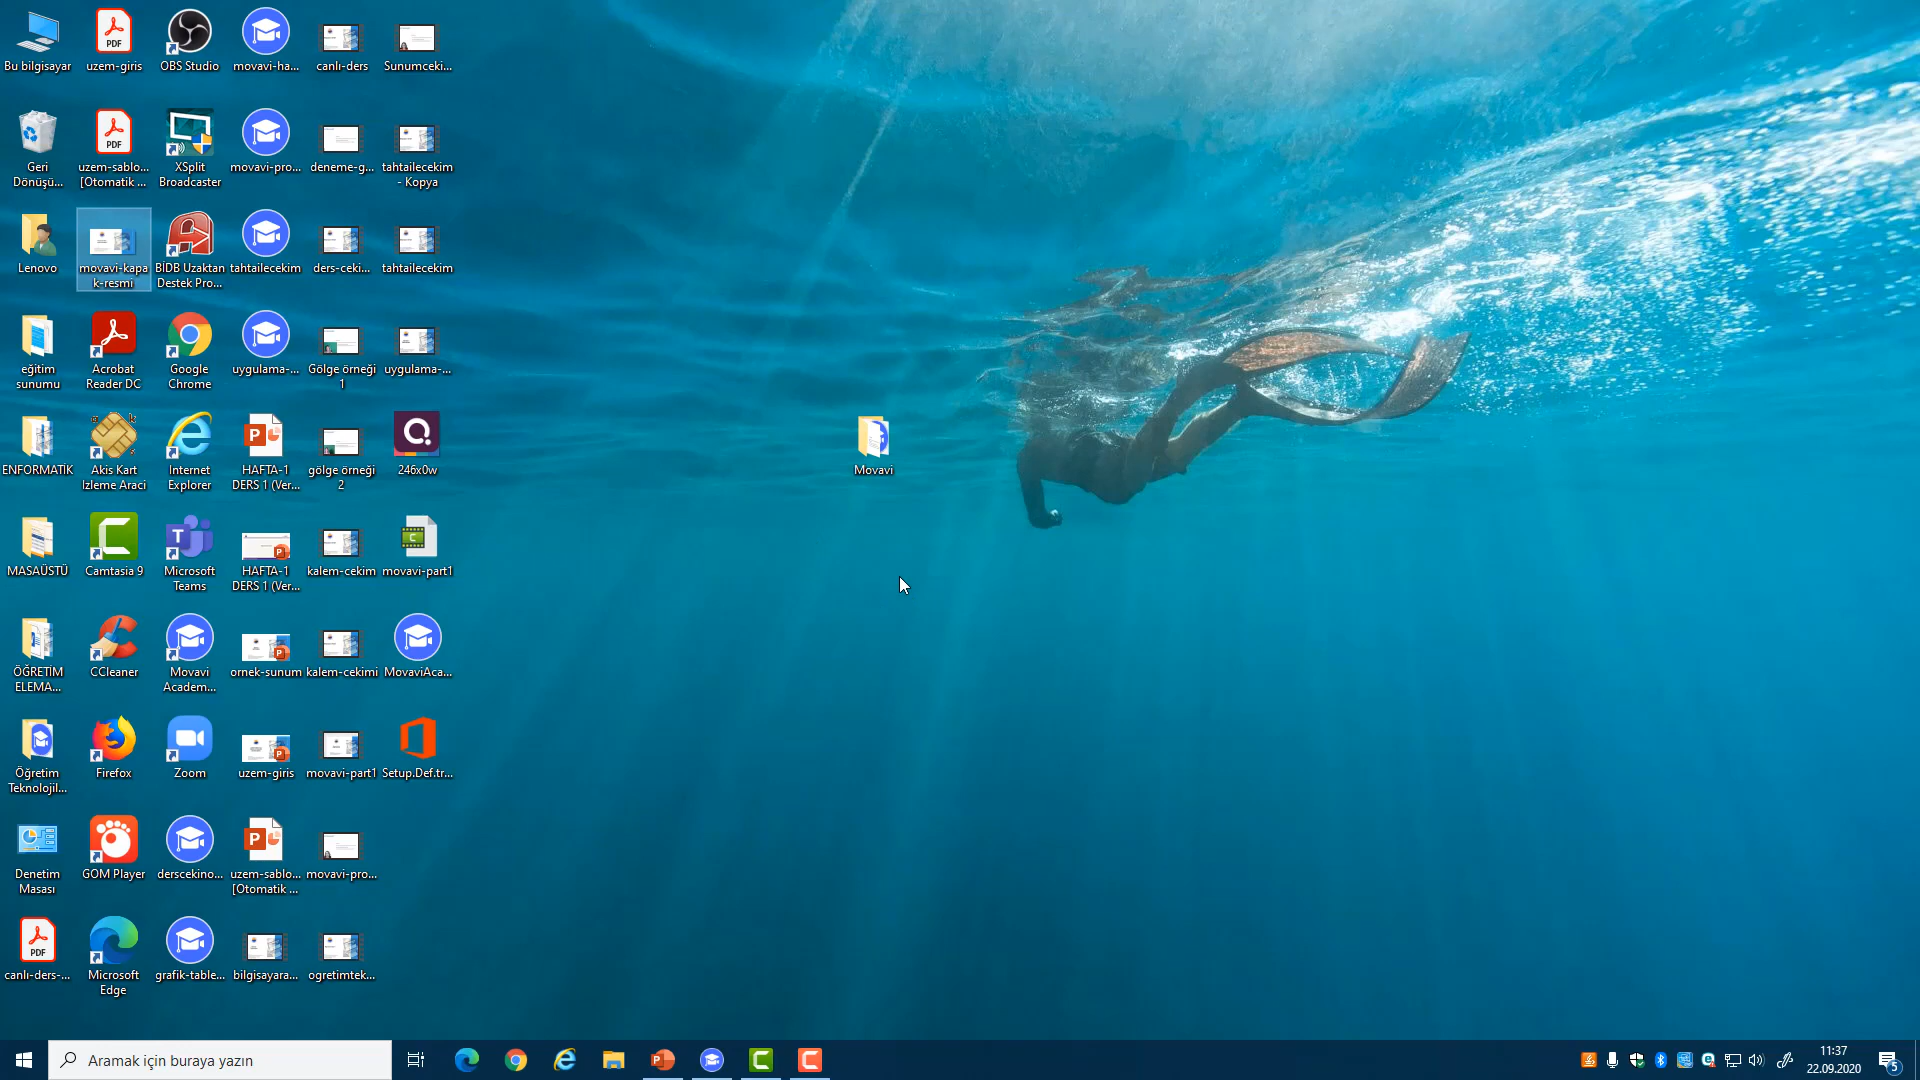 Bu bilgisayar
uzem-giris
OBS Studio
movavi-ha...
canlı-ders
Sunumceki...
Geri
Dönüşü...
uzem-sablo...
[Otomatik ...
XSplit
Broadcaster
movavi-pro...
deneme-g...
tahtailecekim
- Kopya
Lenovo
movavi-kapa
k-resmi
BİDB Uzaktan
Destek Pro...
tahtailecekim
ders-ceki...
tahtailecekim
eğitim
sunumu
Acrobat
Reader DC
Google
Chrome
uygulama-...
Gölge örneği
1
uygulama-...
ENFORMATİK
Akis Kart
Izleme Araci
Internet
Explorer
HAFTA-1
DERS 1 (Ver...
gölge örneği
2
246x0w
Movavi
MASAÜSTÜ
Camtasia 9
Microsoft
Teams
HAFTA-1
DERS 1 (Ver...
kalem-cekim
movavi-part1
ÖĞRETİM
ELEMA...
CCleaner
Movavi
Academ...
ornek-sunum
kalem-cekimi
MovaviAca...
Öğretim
Teknolojil...
Firefox
Zoom
uzem-giris
movavi-part1
Setup.Def.tr...
Denetim
Masası
GOM Player
derscekino...
uzem-sablo...
[Otomatik ...
movavi-pro...
canlı-ders-...
Microsoft
Edge
grafik-table...
bilgisayara...
ogretimtek...
Aramak için buraya yazın
11:37
22.09.2020
5